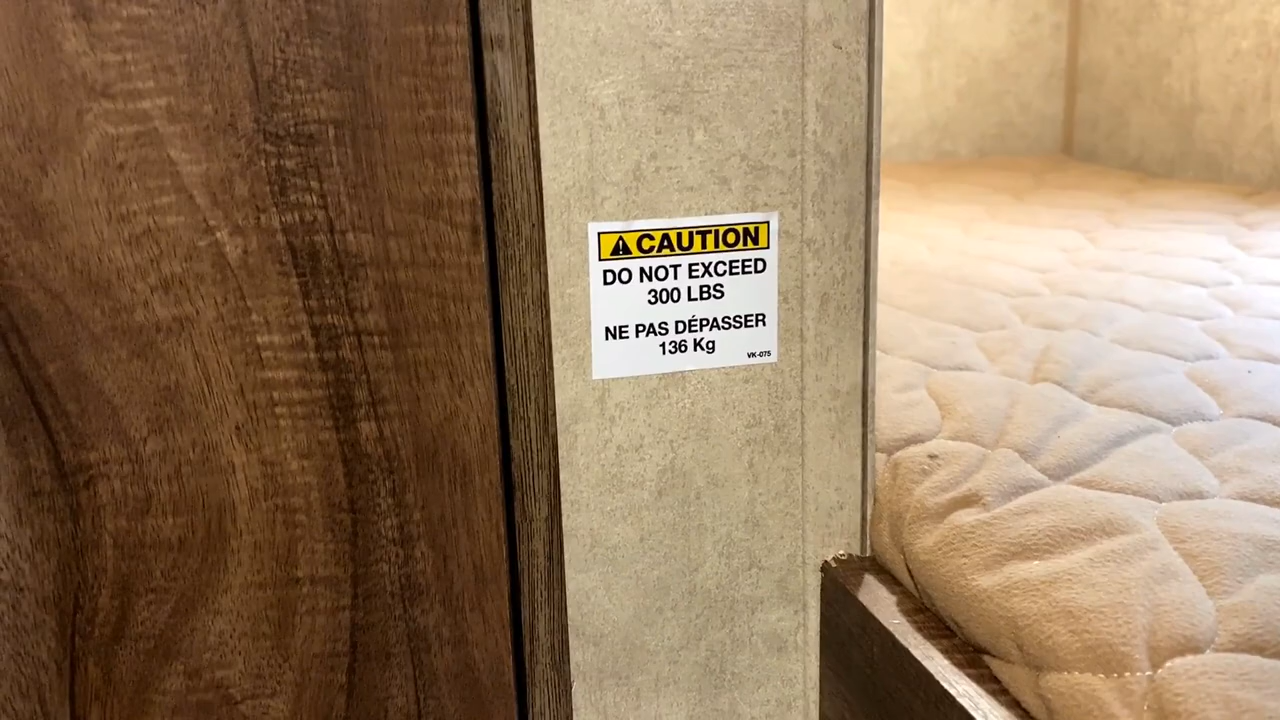 CAUTION
DO NOT EXCEED
300 LBS
NE PAS DÉPASSER
136 Kg
VK-075